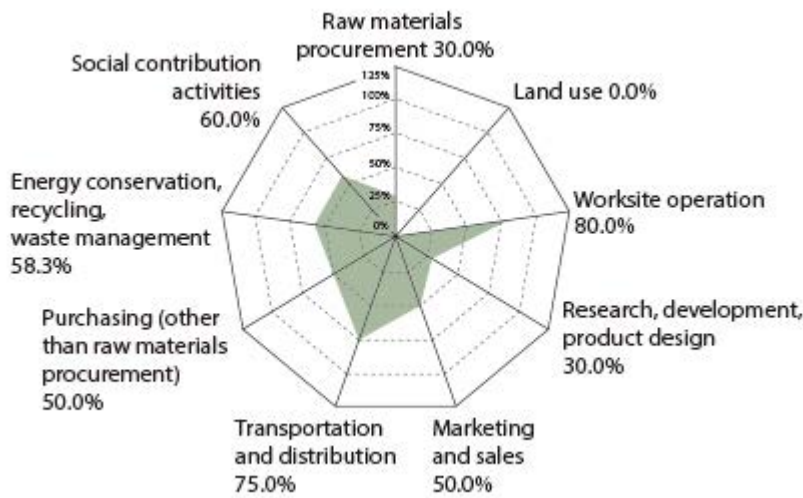 Raw materials
procurement 30.0%
Land use 0.0%
Worksite operation
80.0%
Research, development,
product design
30.0%
Marketing
and sales
50.0%
Transportation
and distribution
75.0%
Purchasing (other
than raw materials
procurement)
50.0%
Energy conservation,
recycling,
waste management
58.3%
Social contribution
activities
60.0%
125%
100%
75%
50%
25%
0%